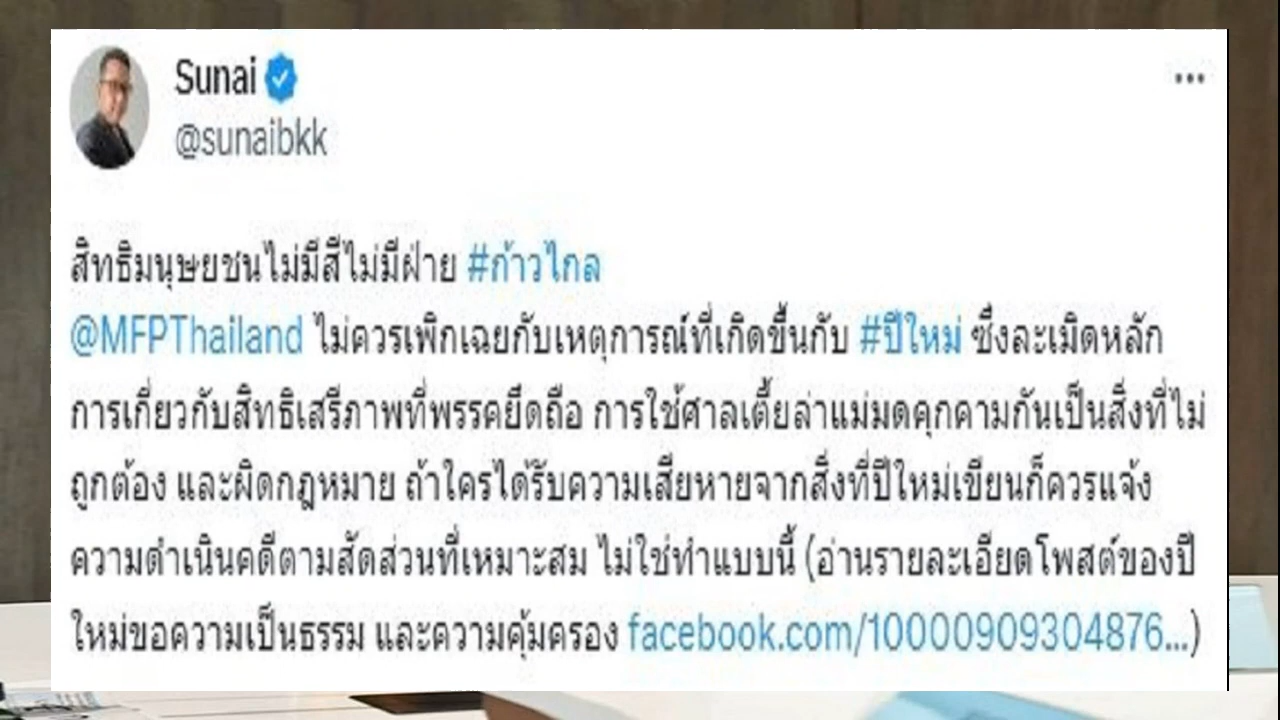 Sunai
@sunaibkk
สิทธิมนุษยชนไม่มีสีไม่มีฝ่าย #ก้าวไกล
@MFPThailand ไม่ควรเพิกเฉยกับเหตุการณ์ที่เกิดขึ้นกับ #ปีใหม่ ซึ่งละเมิดหลัก
การเกี่ยวกับสิทธิเสรีภาพที่พรรคยึดถือ การใช้ศาลเตี้ยล่าแม่มดคุกคามกันเป็นสิ่งที่ไม่
ถูกต้อง และผิดกฎหมาย ถ้าใครได้รับความเสียหายจากสิ่งที่ปีใหม่เขียนก็ควรแจ้ง
ความดำเนินคดีตามสัดส่วนที่เหมาะสม ไม่ใช่ทำแบบนี้ (อ่านรายละเอียดโพสต์ของปี
ใหม่ขอความเป็นธรรม และความคุ้มครอง facebook.com/10000909304876...)